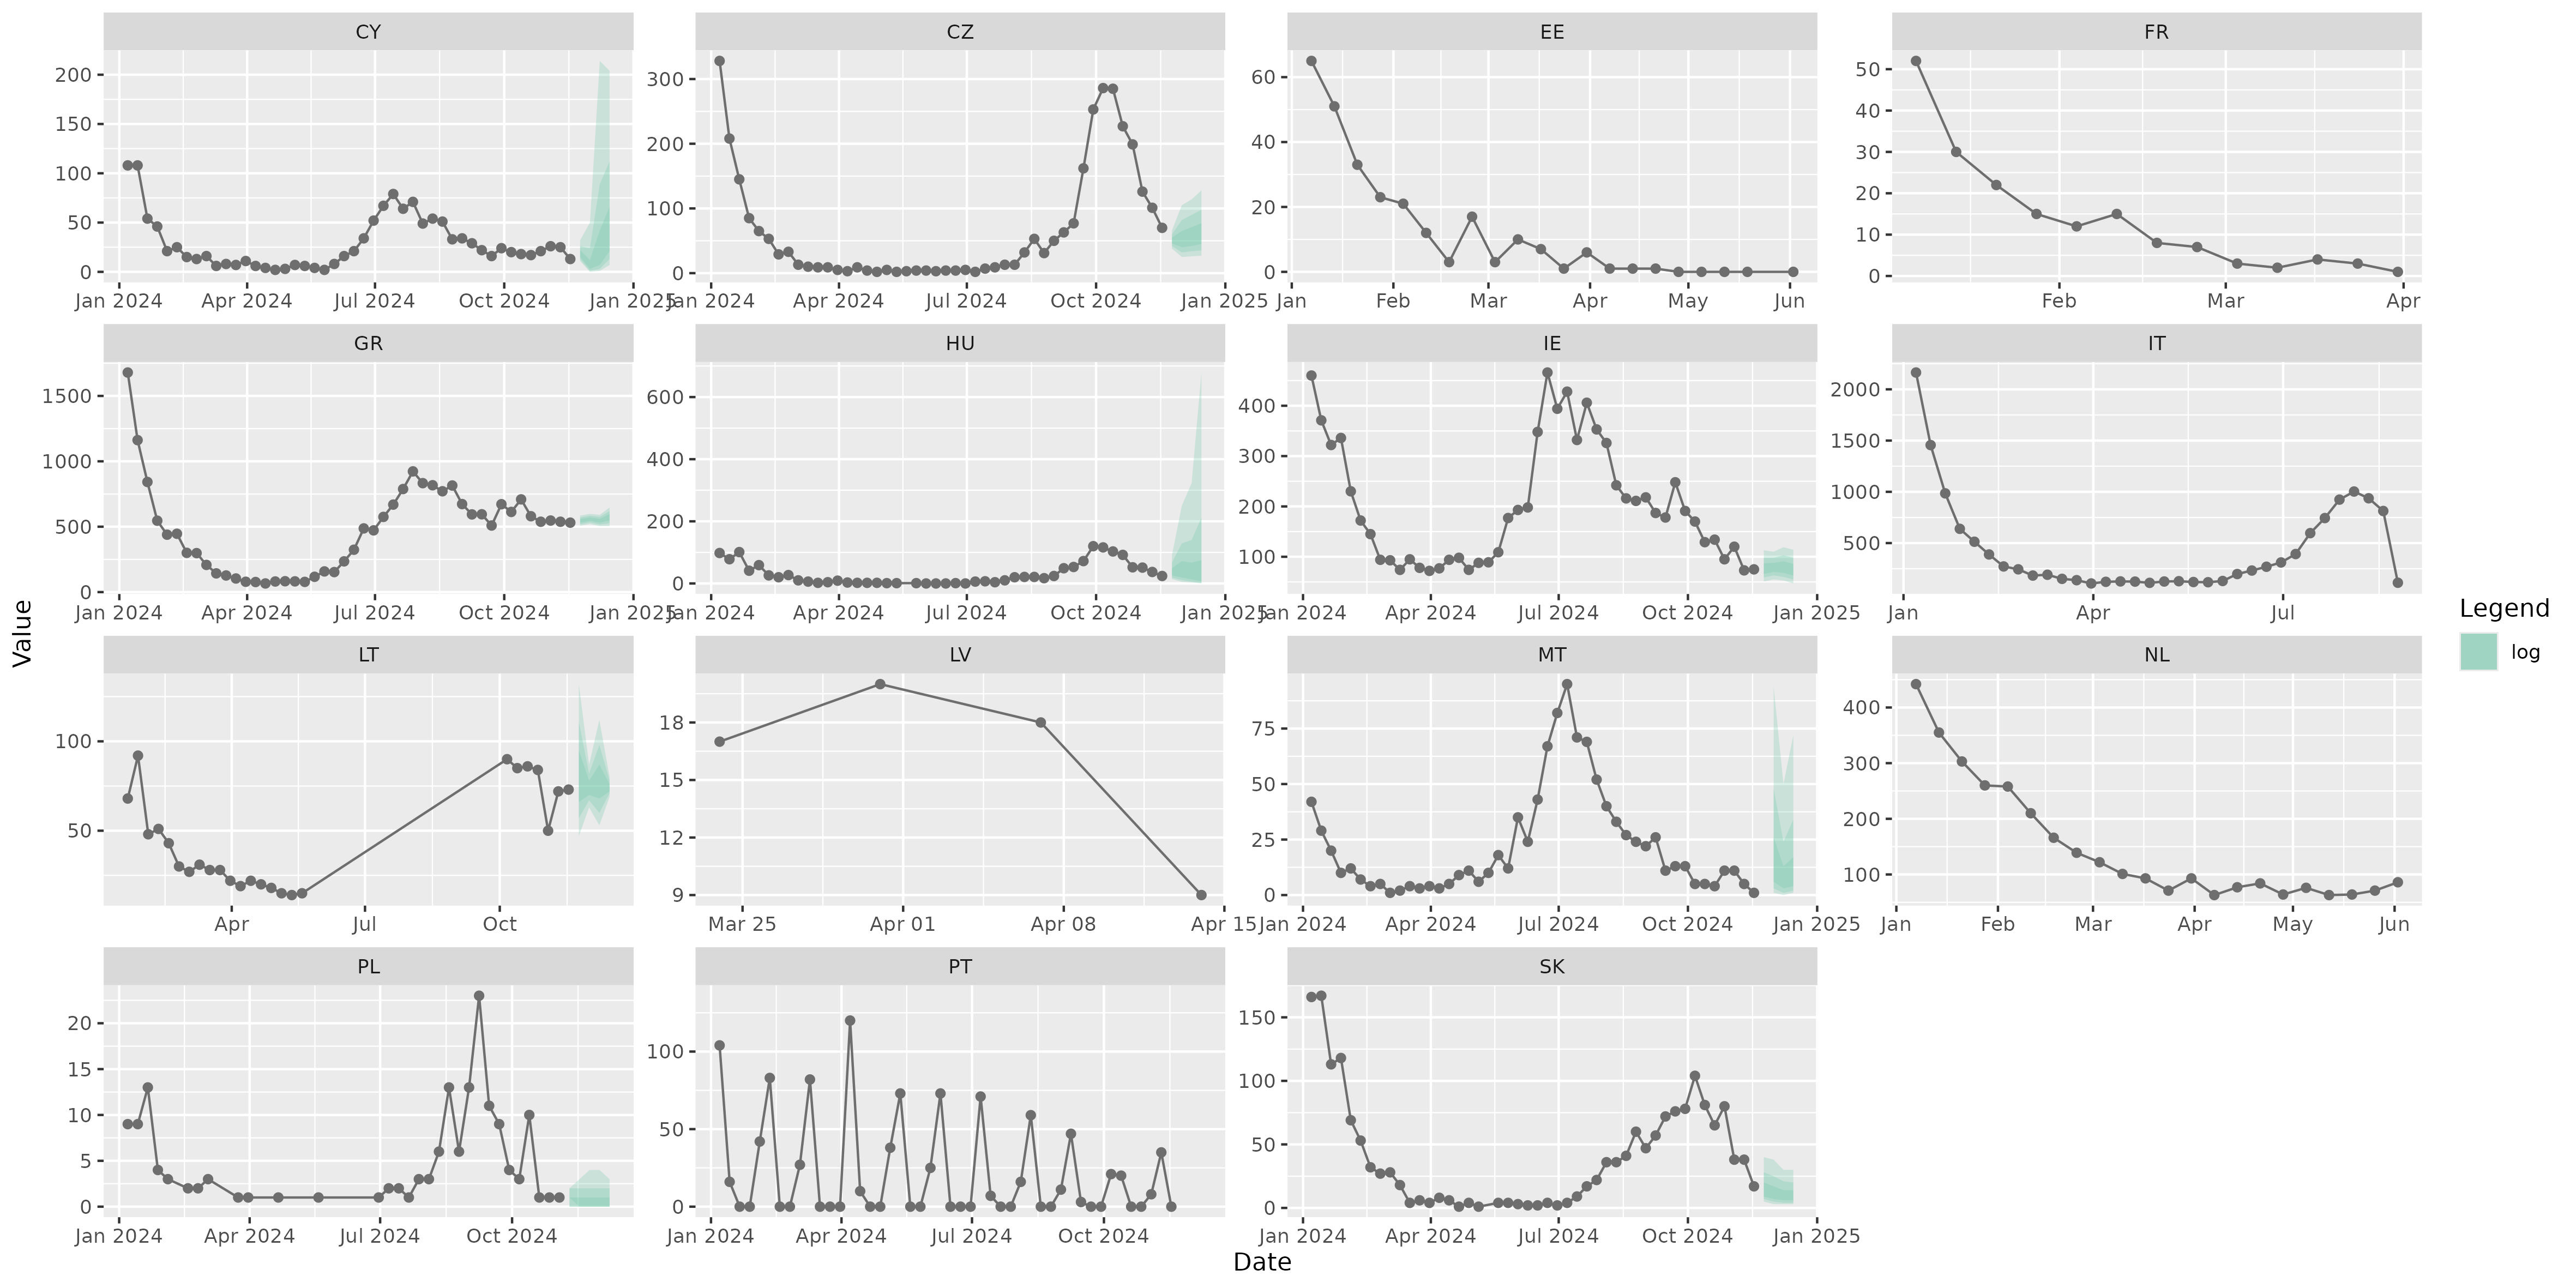 CY
CZ
EE
FR
200
150
100
50
0
300
200
100
0
60
40
20
0
50
40
30
20
10
0
Jan 2024 Apr 2024 Jul 2024 Oct 2024 Jan 2025
Jan 2024 Apr 2024 Jul 2024 Oct 2024 Jan 2025
Jan Feb Mar Apr May Jun
Feb Mar Apr
GR
HU
IE
IT
1500
1000
500
0
600
400
200
0
400
300
200
100
2000
1500
1000
500
Jan 2024 Apr 2024 Jul 2024 Oct 2024 Jan 2025
Jan 2024 Apr 2024 Jul 2024 Oct 2024 Jan 2025
Jan 2024 Apr 2024 Jul 2024 Oct 2024 Jan 2025
Jan Apr Jul
Value
Legend
log
LT
LV
MT
NL
100
50
18
15
12
9
75
50
25
0
400
300
200
100
Apr Jul Oct
Mar 25 Apr 01 Apr 08 Apr 15
Jan 2024 Apr 2024 Jul 2024 Oct 2024 Jan 2025
Jan Feb Mar Apr May Jun
PL
PT
SK
20
15
10
5
0
100
50
0
150
100
50
0
Jan 2024 Apr 2024 Jul 2024 Oct 2024
Jan 2024 Apr 2024 Jul 2024 Oct 2024
Jan 2024 Apr 2024 Jul 2024 Oct 2024 Jan 2025
Date